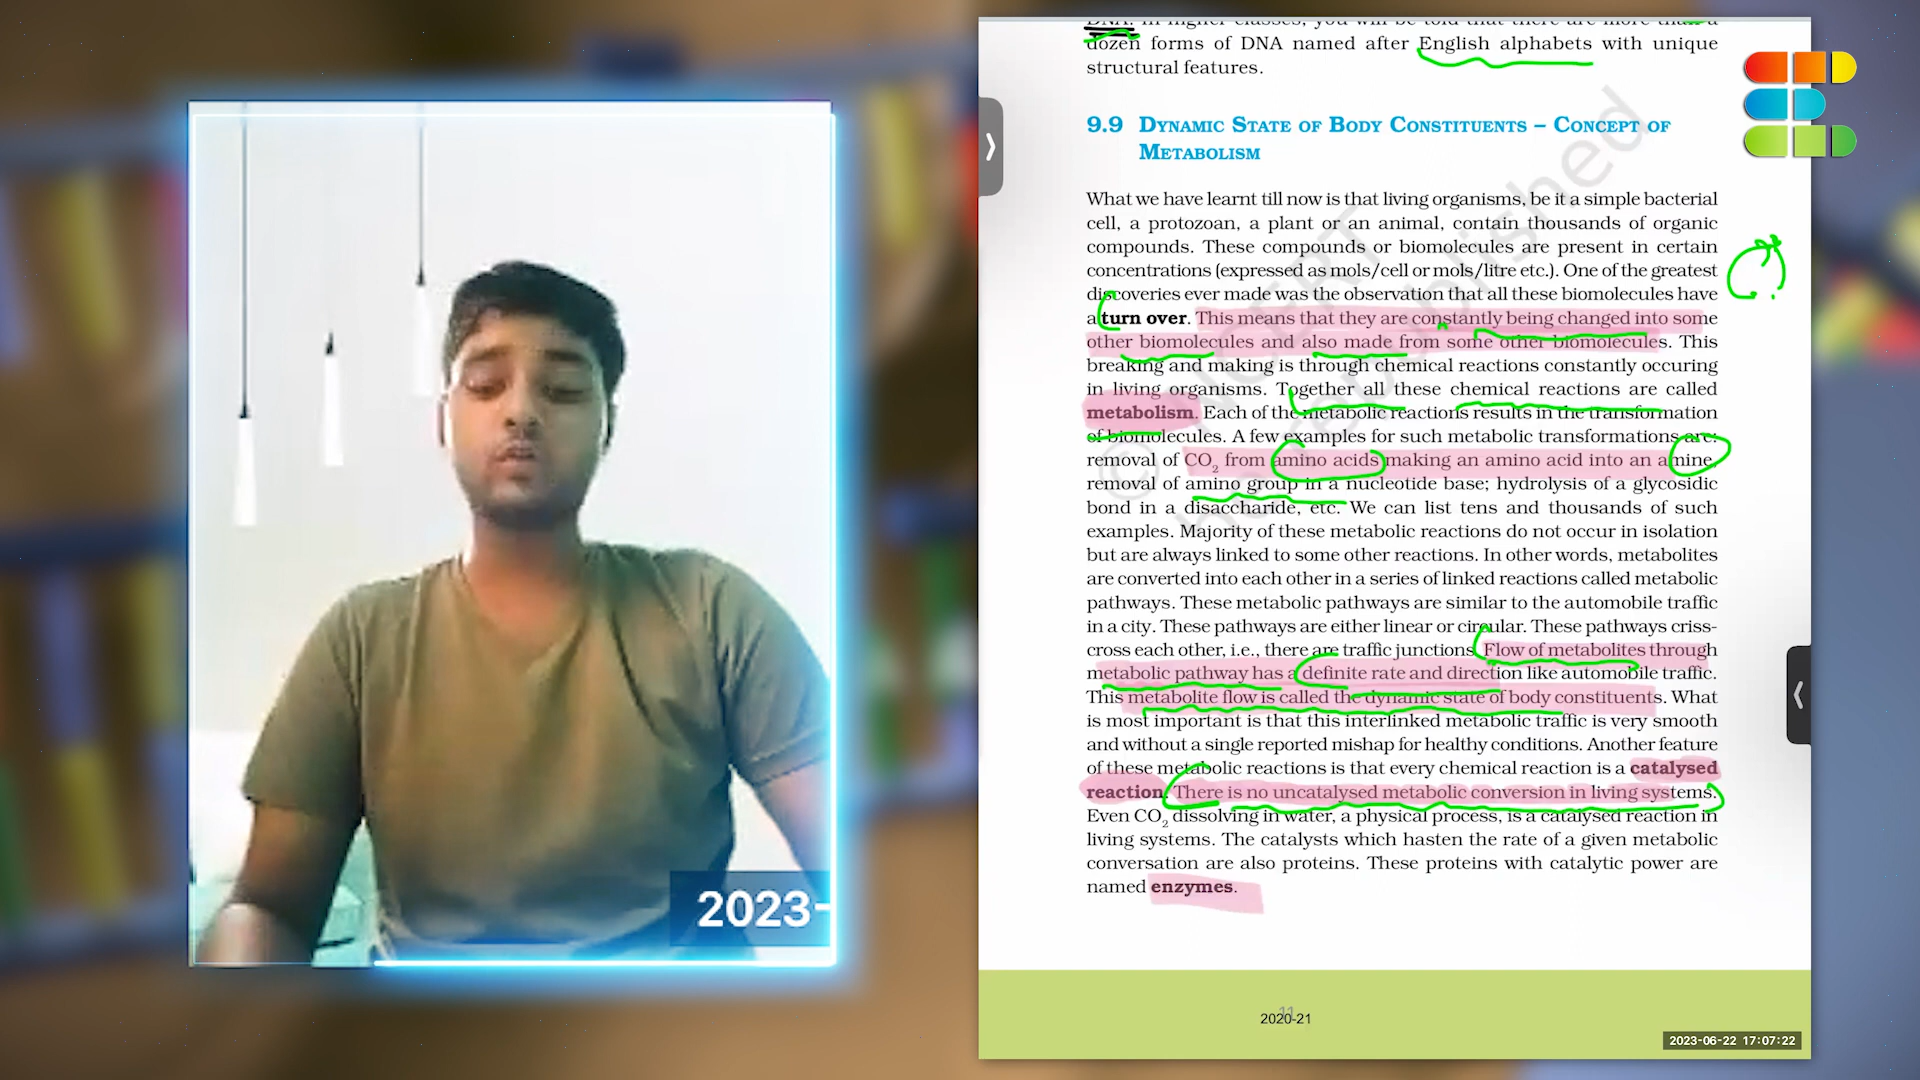 DNA. In higher classes, you will be told that there are more than a
dozen forms of DNA named after English alphabets with unique
structural features.
9.9 DYNAMIC STATE OF BODY CONSTITUENTS – CONCEPT OF
METABOLISM
What we have learnt till now is that living organisms, be it a simple bacterial
cell, a protozoan, a plant or an animal, contain thousands of organic
compounds. These compounds or biomolecules are present in certain
concentrations (expressed as mols/cell or mols/litre etc.). One of the greatest
discoveries ever made was the observation that all these biomolecules have
a turn over. This means that they are constantly being changed into some
other biomolecules and also made from some other biomolecules. This
breaking and making is through chemical reactions constantly occuring
in living organisms. Together all these chemical reactions are called
metabolism. Each of the metabolic reactions results in the transformation
of biomolecules. A few examples for such metabolic transformations are:
removal of CO₂ from amino acids making an amino acid into an amine,
removal of amino group in a nucleotide base; hydrolysis of a glycosidic
bond in a disaccharide, etc. We can list tens and thousands of such
examples. Majority of these metabolic reactions do not occur in isolation
but are always linked to some other reactions. In other words, metabolites
are converted into each other in a series of linked reactions called metabolic
pathways. These metabolic pathways are similar to the automobile traffic
in a city. These pathways are either linear or circular. These pathways criss-
cross each other, i.e., there are traffic junctions. Flow of metabolites through
metabolic pathway has a definite rate and direction like automobile traffic.
This metabolite flow is called the dynamic state of body constituents. What
is most important is that this interlinked metabolic traffic is very smooth
and without a single reported mishap for healthy conditions. Another feature
of these metabolic reactions is that every chemical reaction is a catalysed
reaction. There is no uncatalysed metabolic conversion in living systems.
Even CO₂ dissolving in water, a physical process, is a catalysed reaction in
living systems. The catalysts which hasten the rate of a given metabolic
conversation are also proteins. These proteins with catalytic power are
named enzymes.
© NCERT
be republished
2023-
11
2020-21
2023-06-22 17:07:22